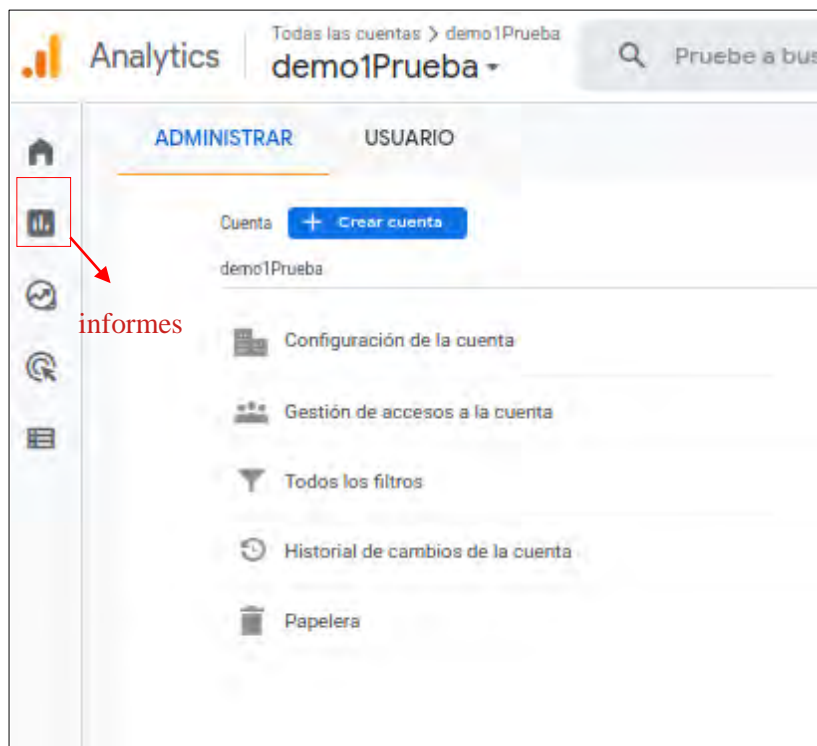 Todas las cuentas > demo1Prueba
Analytics
demo1Prueba
Pruebe a bus
ADMINISTRAR
USUARIO
Cuenta
+ Crear cuenta
demo1Prueba
informes
Configuración de la cuenta
Gestión de accesos a la cuenta
Todos los filtros
Historial de cambios de la cuenta
Papelera